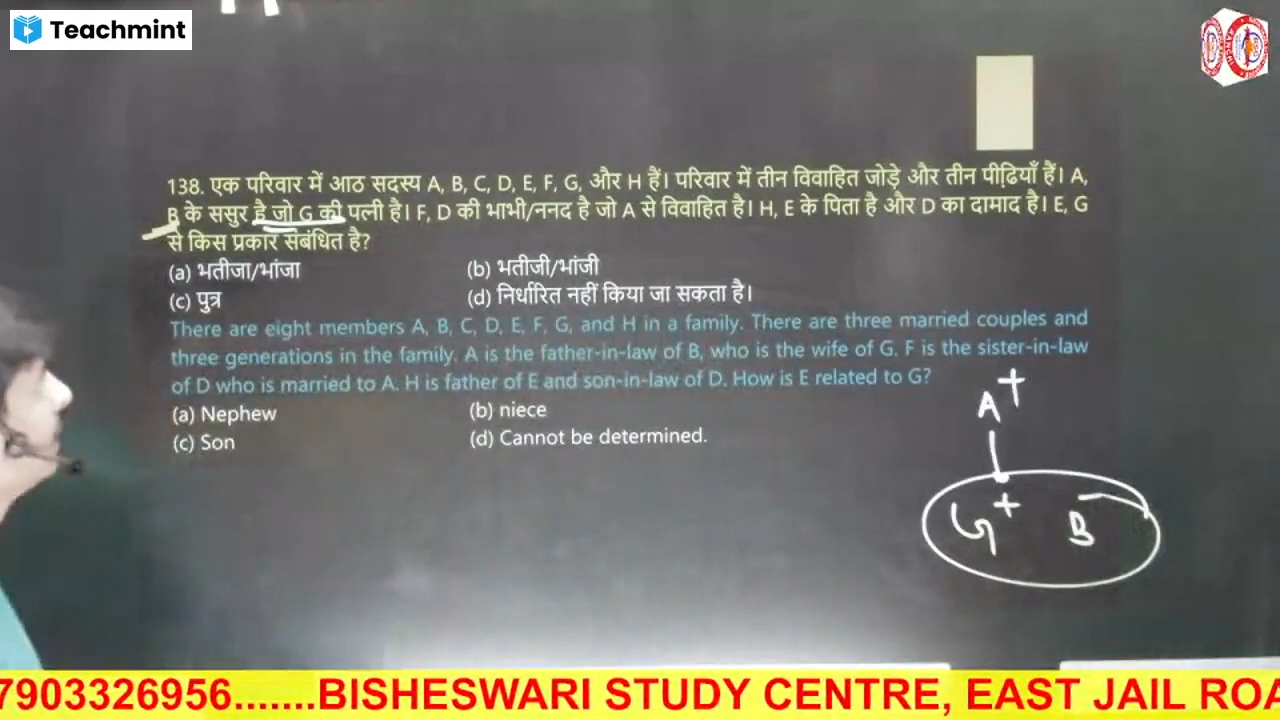 Teachmint
138. एक परिवार में आठ सदस्य A, B, C, D, E, F, G, और H हैं। परिवार में तीन विवाहित जोड़े और तीन पीढ़ियाँ हैं। A,
B के ससुर है जो G की पत्नी है। F, D की भाभी/ननद है जो A से विवाहित है। H, E के पिता है और D का दामाद है। E, G
से किस प्रकार संबंधित है?
(a) भतीजा/भांजा (b) भतीजी/भांजी
(c) पुत्र (d) निर्धारित नहीं किया जा सकता है।
There are eight members A, B, C, D, E, F, G, and H in a family. There are three married couples and
three generations in the family. A is the father-in-law of B, who is the wife of G. F is the sister-in-law
of D who is married to A. H is father of E and son-in-law of D. How is E related to G?
(a) Nephew (b) niece
(c) Son (d) Cannot be determined.
A +
G + B —
7903326956.......BISHESWARI STUDY CENTRE, EAST JAIL ROA